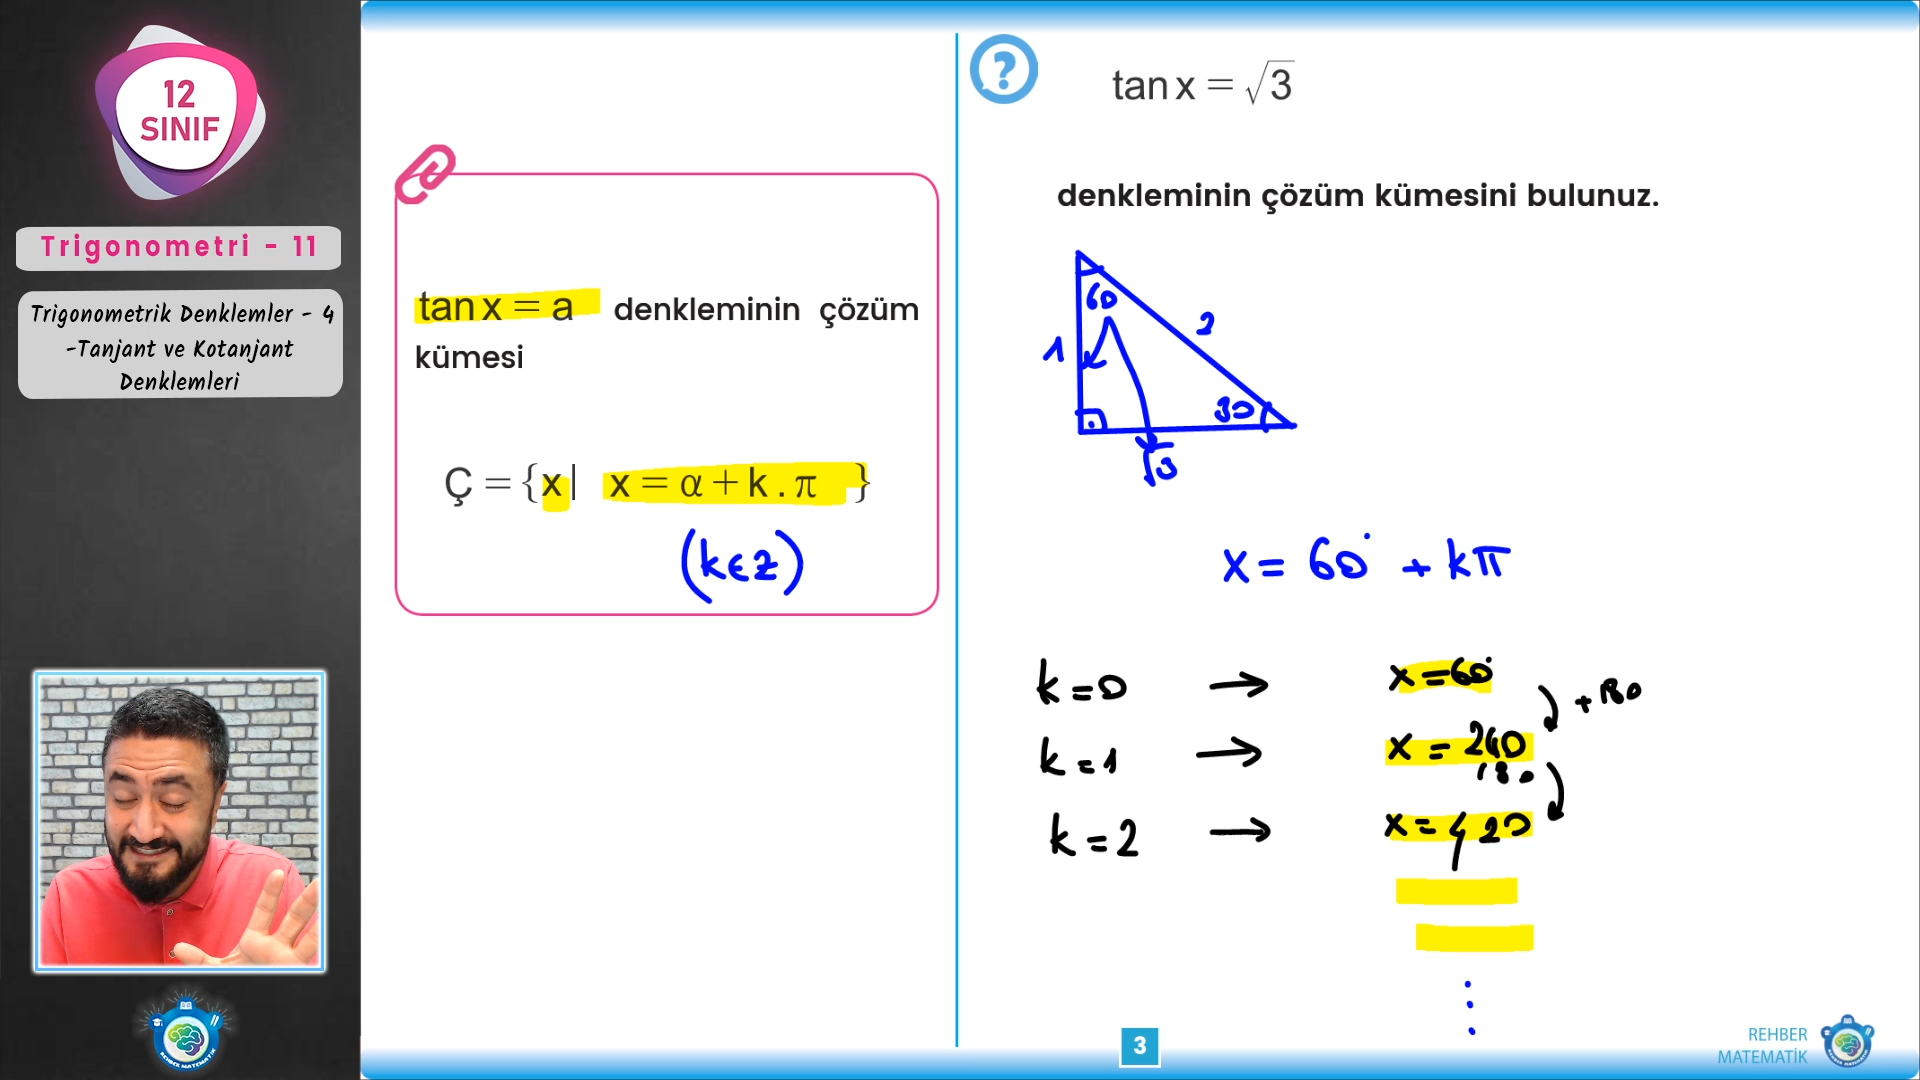 12
SINIF
Trigonometri - 11
Trigonometrik Denklemler - 4
-Tanjant ve Kotanjant
Denklemleri
REHBER MATEMATİK
tan x = a denkleminin çözüm
kümesi
Ç = {x| x = α + k . π }
(k∈Z)
?
tan x = √3
denkleminin çözüm kümesini bulunuz.
60
1
2
30
√3
x = 60° + kπ
k = 0 → x = 60°
+ 180
k = 1 → x = 240
180
k = 2 → x = 420
3
REHBER
MATEMATİK